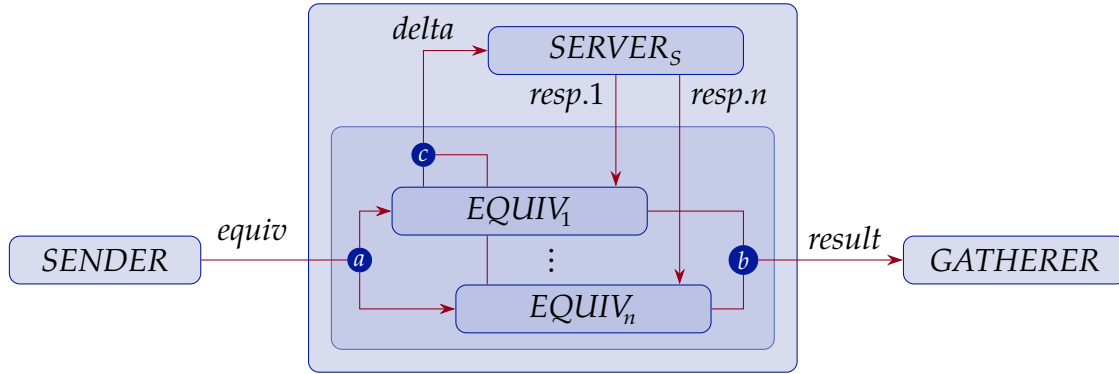 delta
SERVER_S
resp.1
resp.n
c
EQUIV_1
equiv
result
SENDER
a
⋮
b
GATHERER
EQUIV_n